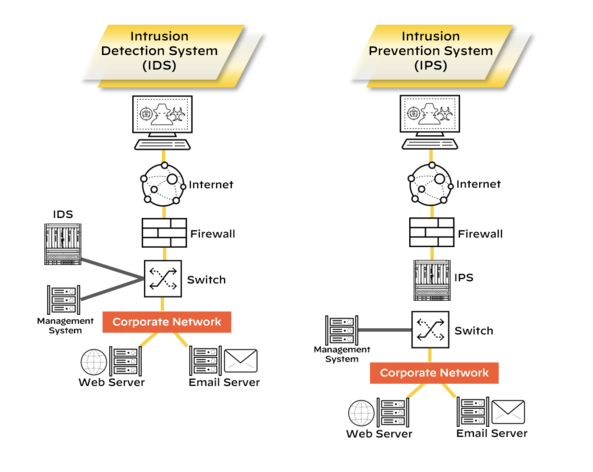 Intrusion
Detection System
(IDS)
Internet
Firewall
IDS
Switch
Management
System
Corporate Network
Web Server
Email Server
Intrusion
Prevention System
(IPS)
Internet
Firewall
IPS
Switch
Management
System
Corporate Network
Web Server
Email Server